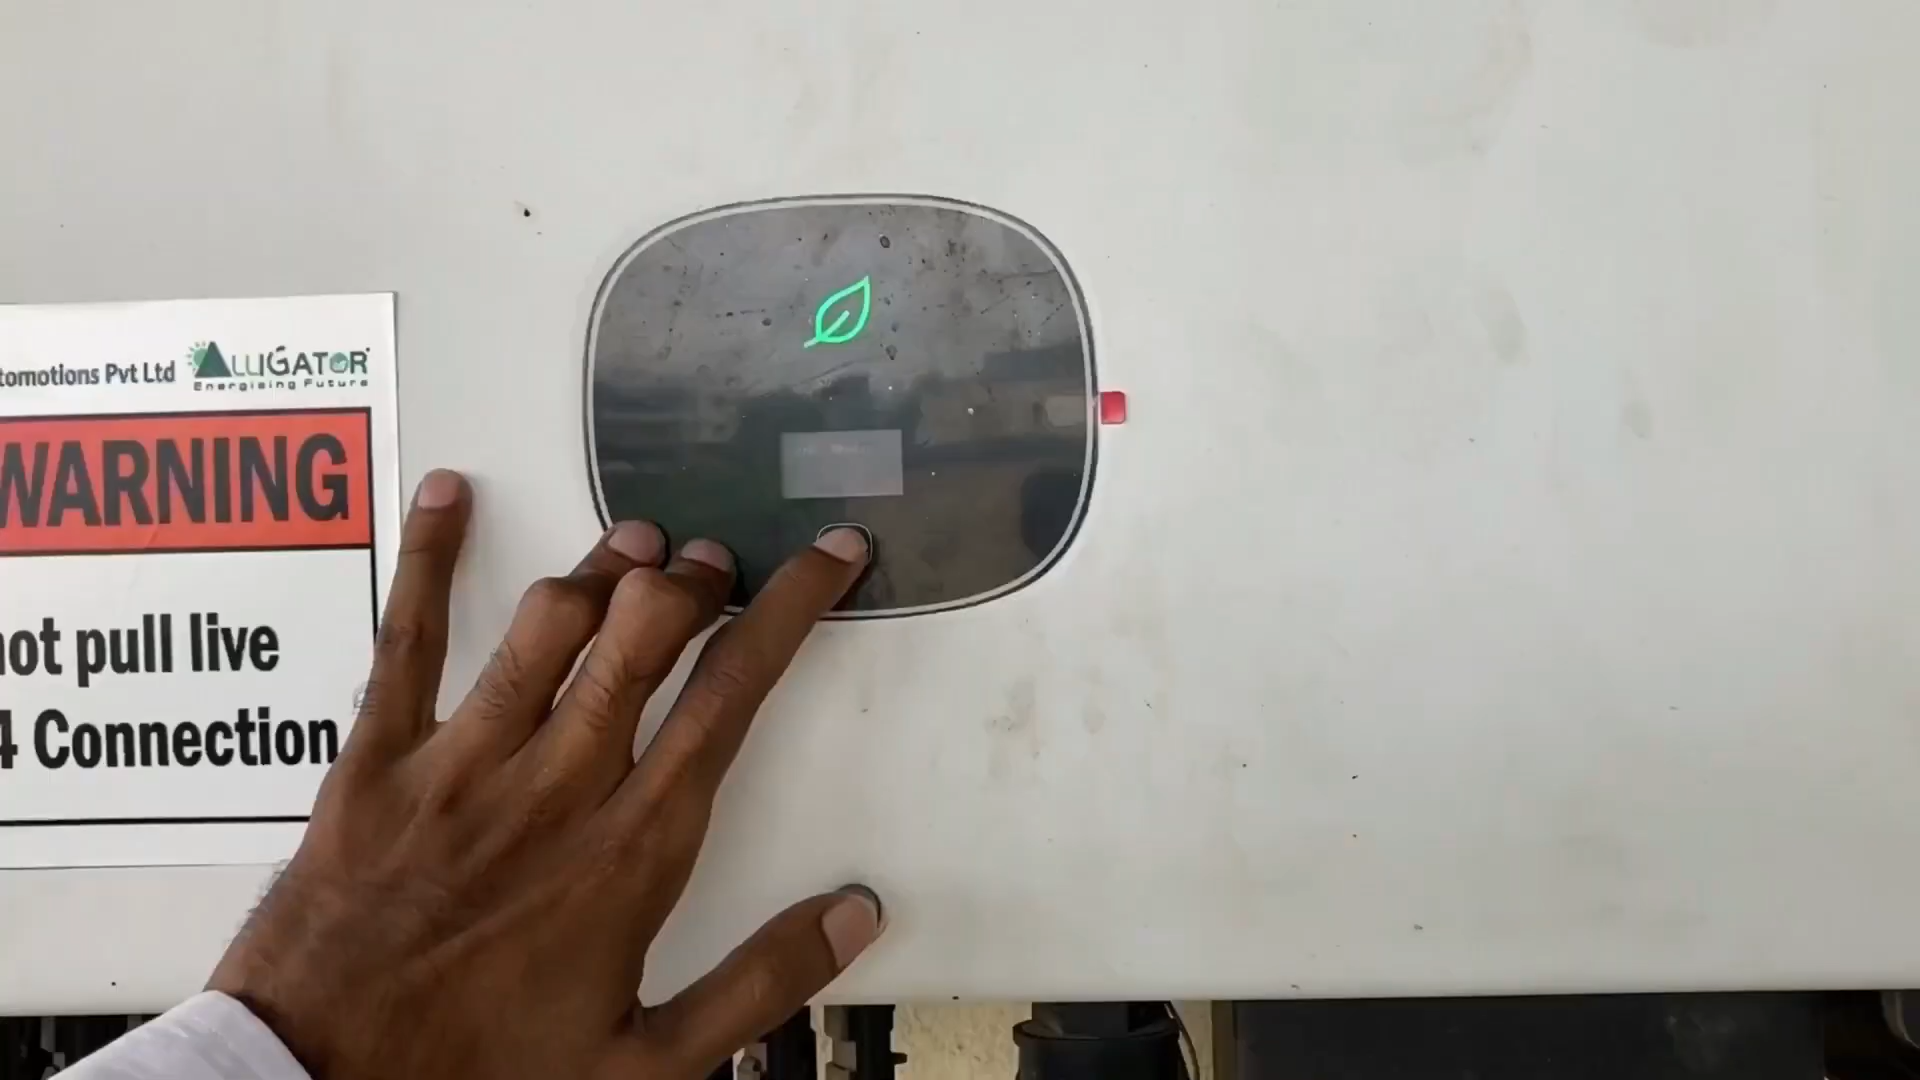 tomotions Pvt Ltd
ALLIGATOR
Energising Future
WARNING
not pull live
4 Connection